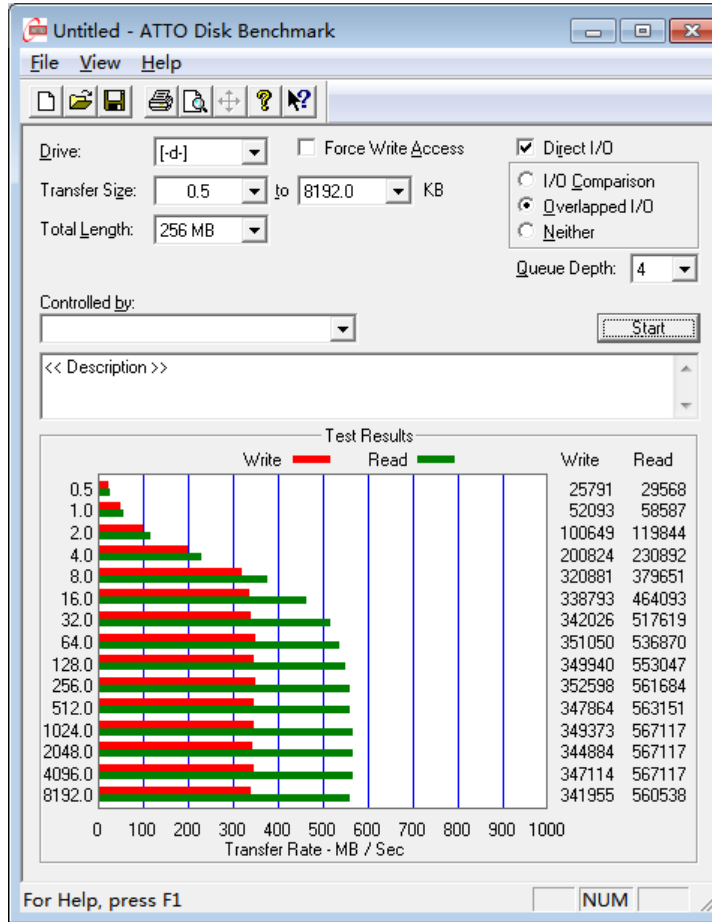 Untitled - ATTO Disk Benchmark
File View Help
Drive: [-d-] Force Write Access Direct I/O
Transfer Size: 0.5 to 8192.0 KB I/O Comparison
Overlapped I/O
Total Length: 256 MB Neither
Queue Depth: 4
Controlled by:
Start
<< Description >>
Test Results
Write Read Write Read
0.5 25791 29568
1.0 52093 58587
2.0 100649 119844
4.0 200824 230892
8.0 320881 379651
16.0 338793 464093
32.0 342026 517619
64.0 351050 536870
128.0 349940 553047
256.0 352598 561684
512.0 347864 563151
1024.0 349373 567117
2048.0 344884 567117
4096.0 347114 567117
8192.0 341955 560538
0 100 200 300 400 500 600 700 800 900 1000
Transfer Rate - MB / Sec
For Help, press F1 NUM